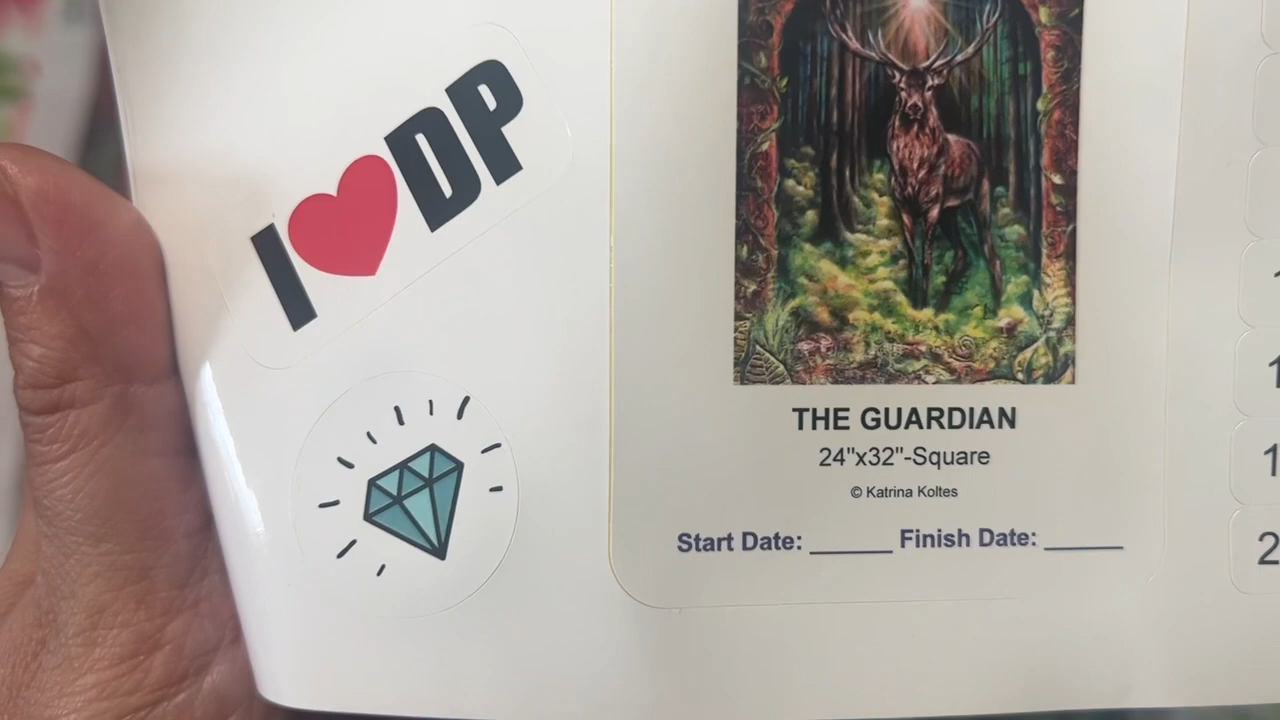 I ❤ DP
THE GUARDIAN
24"x32"-Square
© Katrina Koltes
Start Date: ______ Finish Date: ______